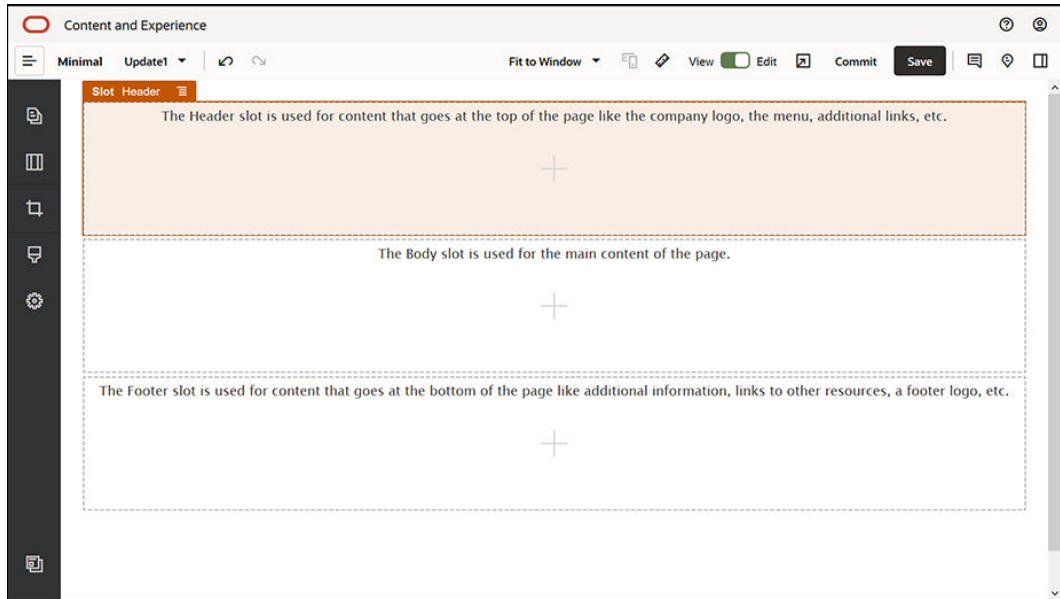 Content and Experience
Minimal Update1 Fit to Window View Edit Commit Save
Slot Header
The Header slot is used for content that goes at the top of the page like the company logo, the menu, additional links, etc.
The Body slot is used for the main content of the page.
The Footer slot is used for content that goes at the bottom of the page like additional information, links to other resources, a footer logo, etc.